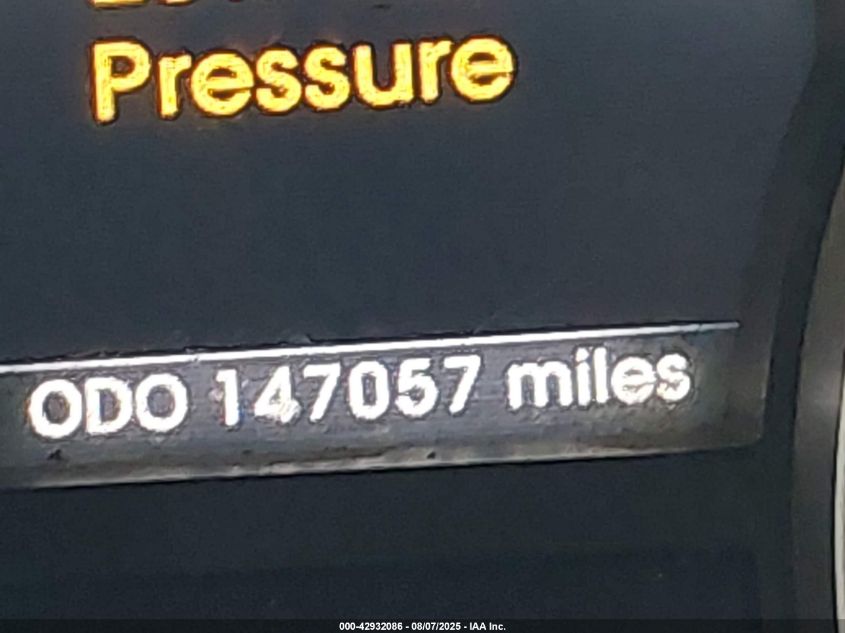 Pressure
ODO 147057 miles
000-42932086 - 08/07/2025 - IAA Inc.